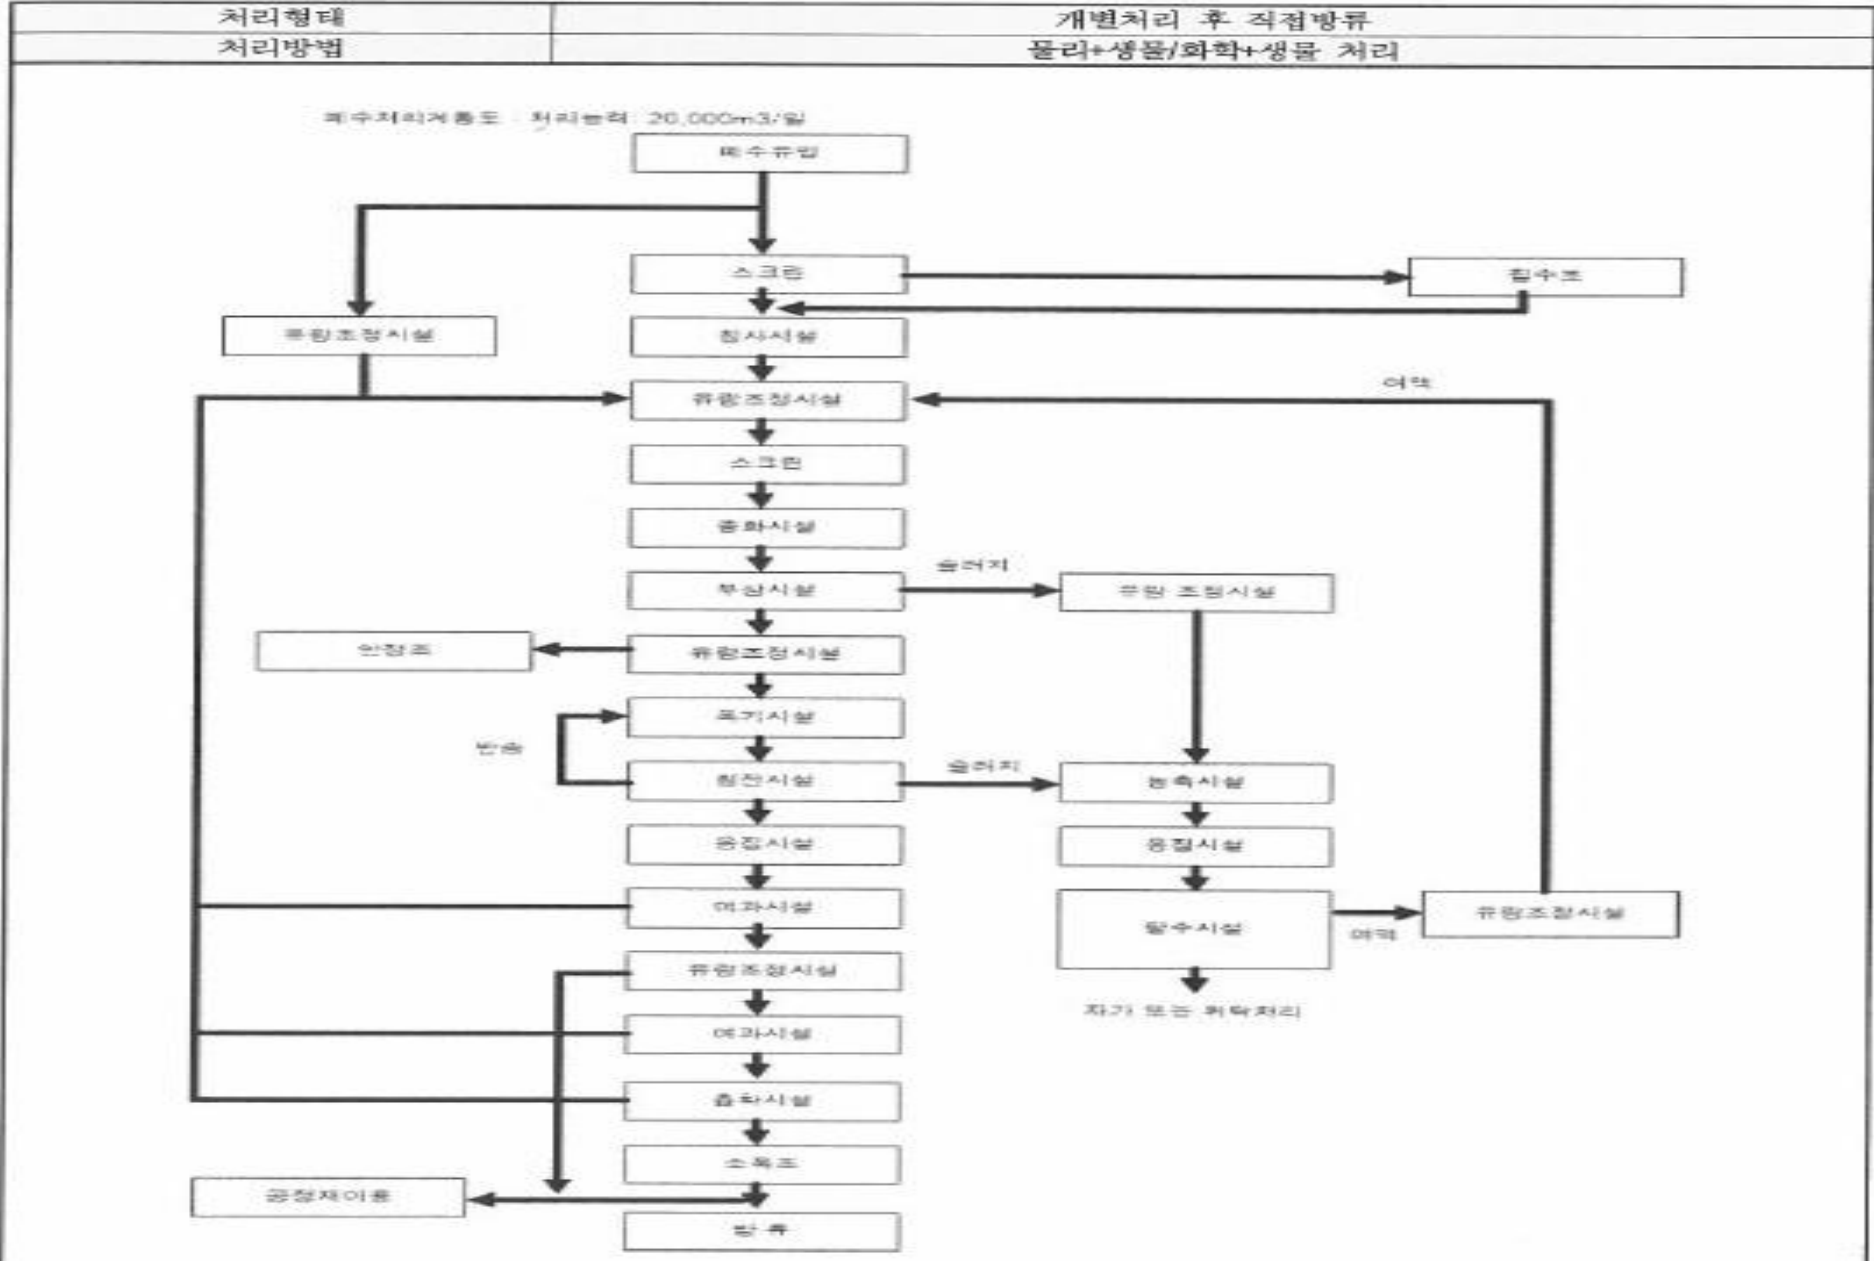 처리형태 개별처리 후 직접방류
처리방법 물리+생물/화학+생물 처리
폐수처리계통도 - 처리능력: 20,000m3/일
폐수유입
스크린 집수조
유량조정시설 침사시설
유량조정시설 여액
스크린
중화시설
슬러지
부상시설 유량 조정시설
안정조 유량조정시설
폭기시설
반송 슬러지
침전시설 농축시설
응집시설 응집시설
여과시설 탈수시설 유량조정시설
여액
유량조정시설
자가 또는 위탁처리
여과시설
흡착시설
소독조
공정재이용
방 류